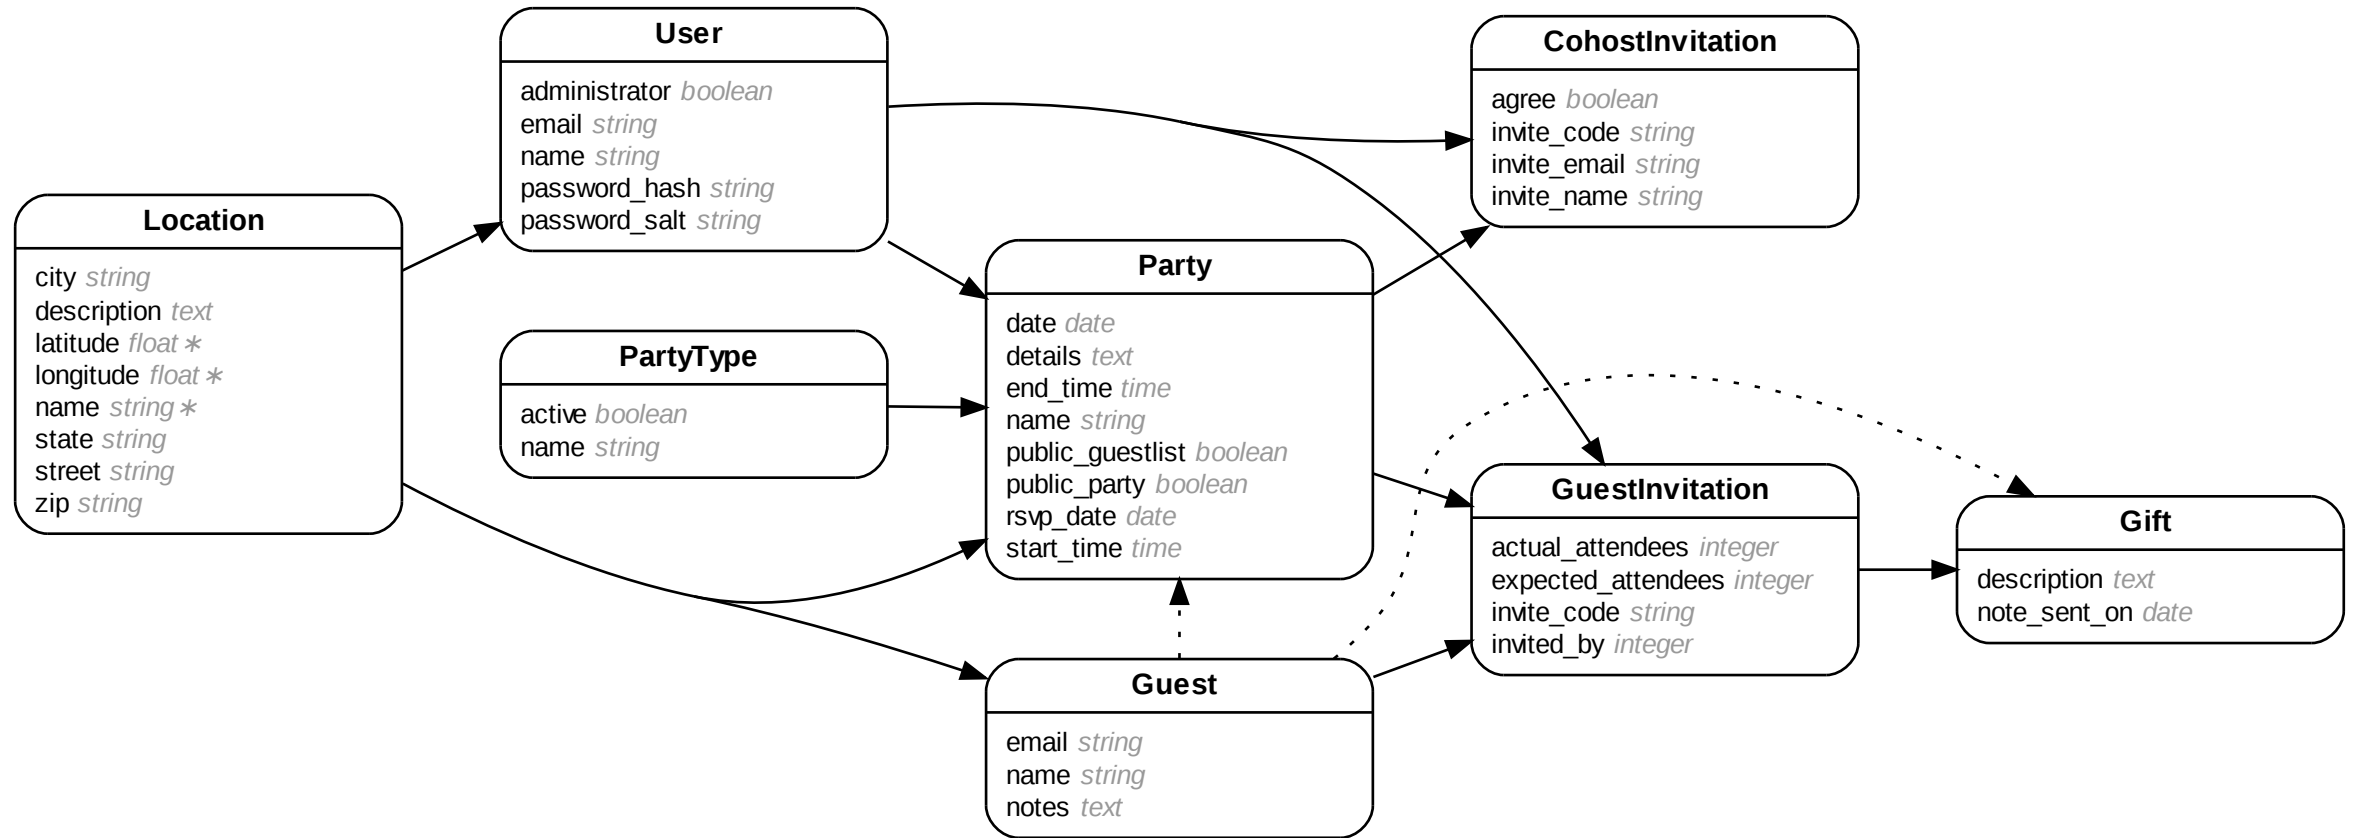 Location
city string
description text
latitude float ∗
longitude float ∗
name string ∗
state string
street string
zip string
User
administrator boolean
email string
name string
password_hash string
password_salt string
PartyType
active boolean
name string
Party
date date
details text
end_time time
name string
public_guestlist boolean
public_party boolean
rsvp_date date
start_time time
Guest
email string
name string
notes text
CohostInvitation
agree boolean
invite_code string
invite_email string
invite_name string
GuestInvitation
actual_attendees integer
expected_attendees integer
invite_code string
invited_by integer
Gift
description text
note_sent_on date